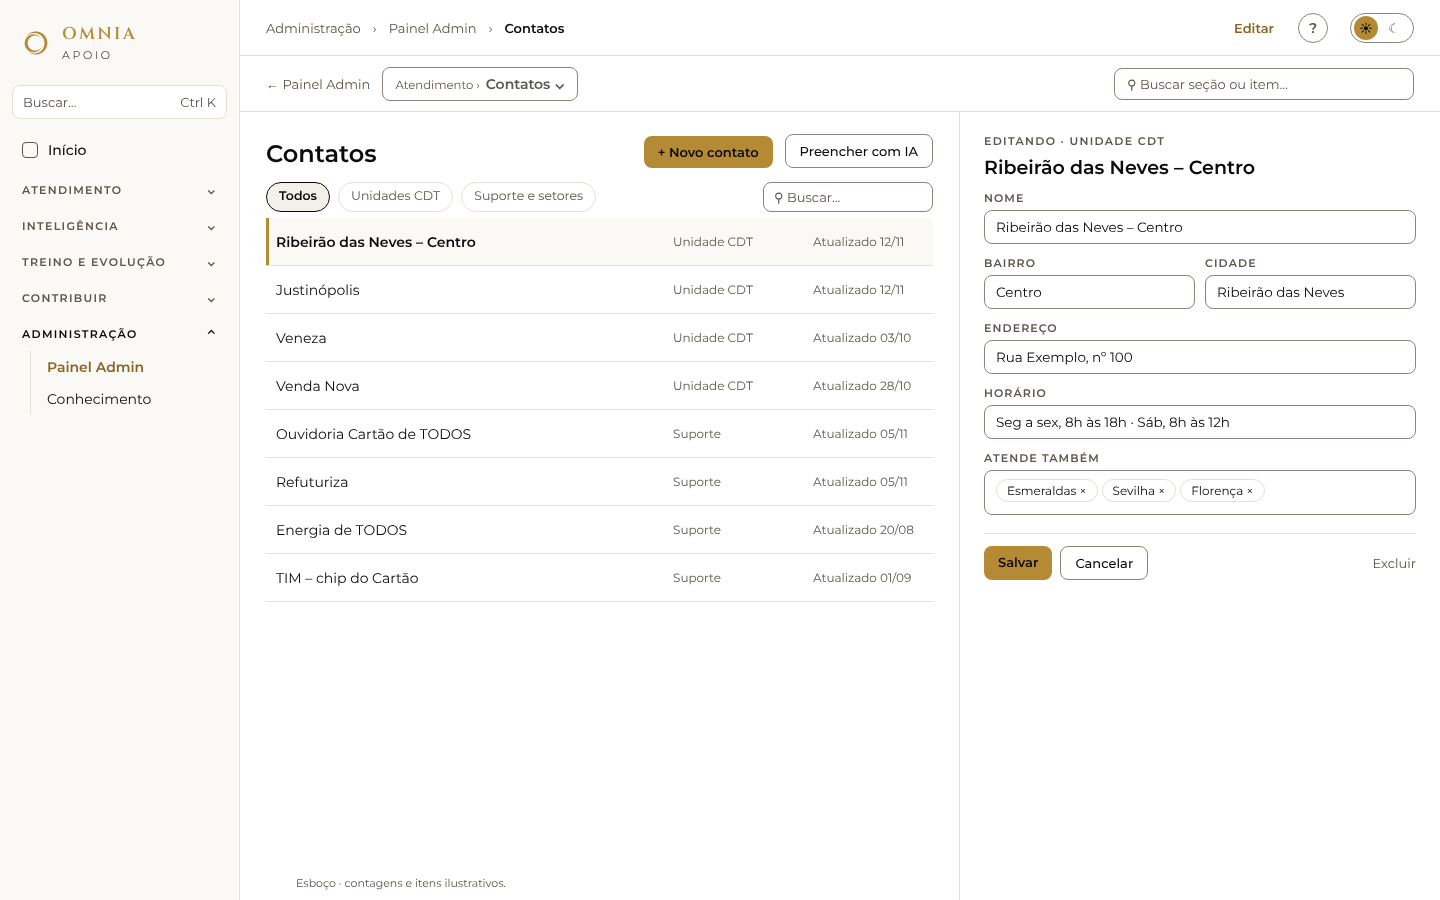 OMNIA
APOIO
Buscar... Ctrl K
Início
ATENDIMENTO
INTELIGÊNCIA
TREINO E EVOLUÇÃO
CONTRIBUIR
ADMINISTRAÇÃO
Painel Admin
Conhecimento
Administração › Painel Admin › Contatos
Editar ?
← Painel Admin
Atendimento › Contatos
Buscar seção ou item...
Contatos
+ Novo contato
Preencher com IA
Todos
Unidades CDT
Suporte e setores
Buscar...
Ribeirão das Neves – Centro Unidade CDT Atualizado 12/11
Justinópolis Unidade CDT Atualizado 12/11
Veneza Unidade CDT Atualizado 03/10
Venda Nova Unidade CDT Atualizado 28/10
Ouvidoria Cartão de TODOS Suporte Atualizado 05/11
Refuturiza Suporte Atualizado 05/11
Energia de TODOS Suporte Atualizado 20/08
TIM – chip do Cartão Suporte Atualizado 01/09
Esboço · contagens e itens ilustrativos.
EDITANDO · UNIDADE CDT
Ribeirão das Neves – Centro
NOME
Ribeirão das Neves – Centro
BAIRRO CIDADE
Centro Ribeirão das Neves
ENDEREÇO
Rua Exemplo, nº 100
HORÁRIO
Seg a sex, 8h às 18h · Sáb, 8h às 12h
ATENDE TAMBÉM
Esmeraldas × Sevilha × Florença ×
Salvar Cancelar Excluir